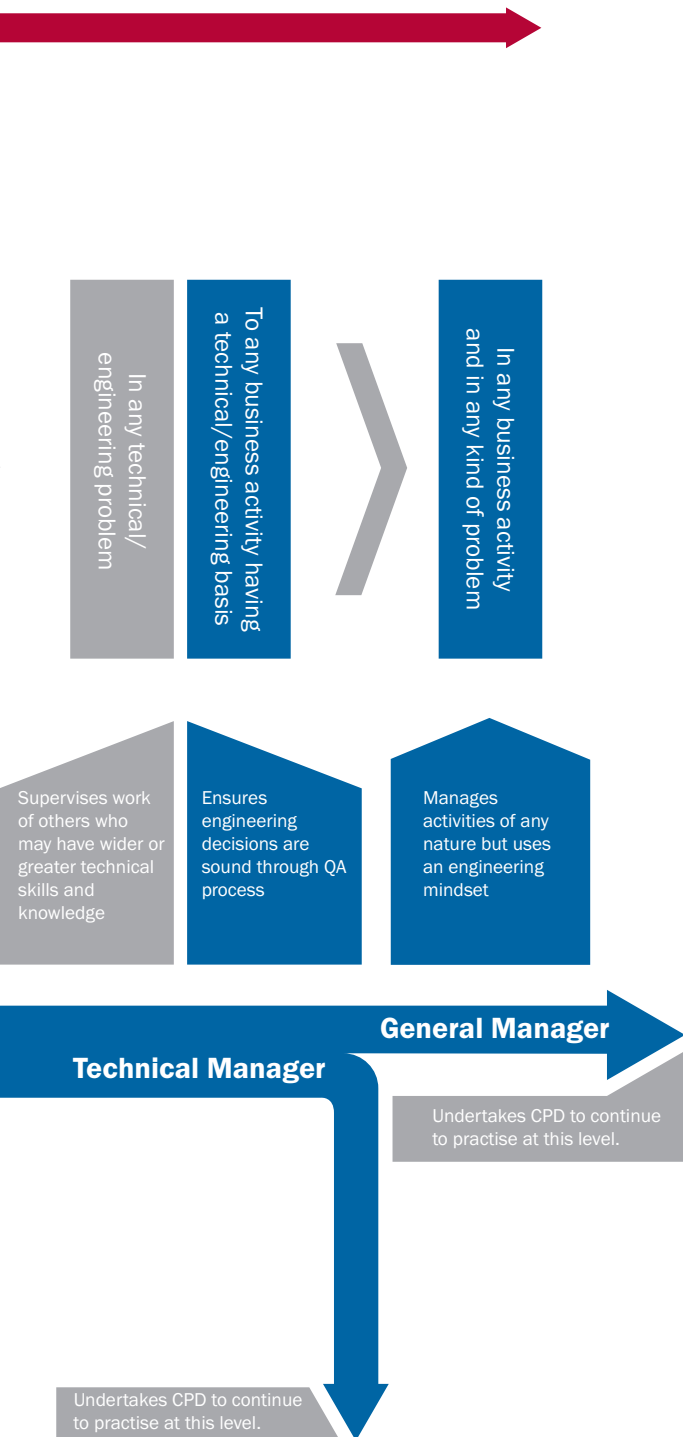 In any technical/
engineering problem
To any business activity having
a technical/engineering basis
In any business activity
and in any kind of problem
Supervises work
of others who
may have wider or
greater technical
skills and
knowledge
Ensures
engineering
decisions are
sound through QA
process
Manages
activities of any
nature but uses
an engineering
mindset
General Manager
Technical Manager
Undertakes CPD to continue
to practise at this level.
Undertakes CPD to continue
to practise at this level.